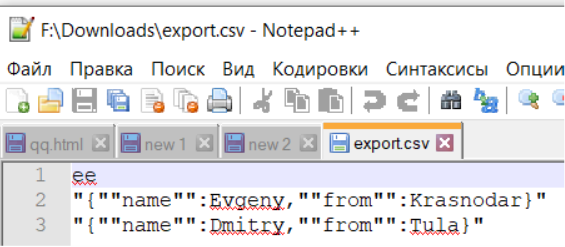 F:\Downloads\export.csv - Notepad++
Файл Правка Поиск Вид Кодировки Синтаксисы Опции
qq.html new 1 new 2 export.csv
1 ee
2 "{""name"":Evgeny,""from"":Krasnodar}"
3 "{""name"":Dmitry,""from"":Tula}"